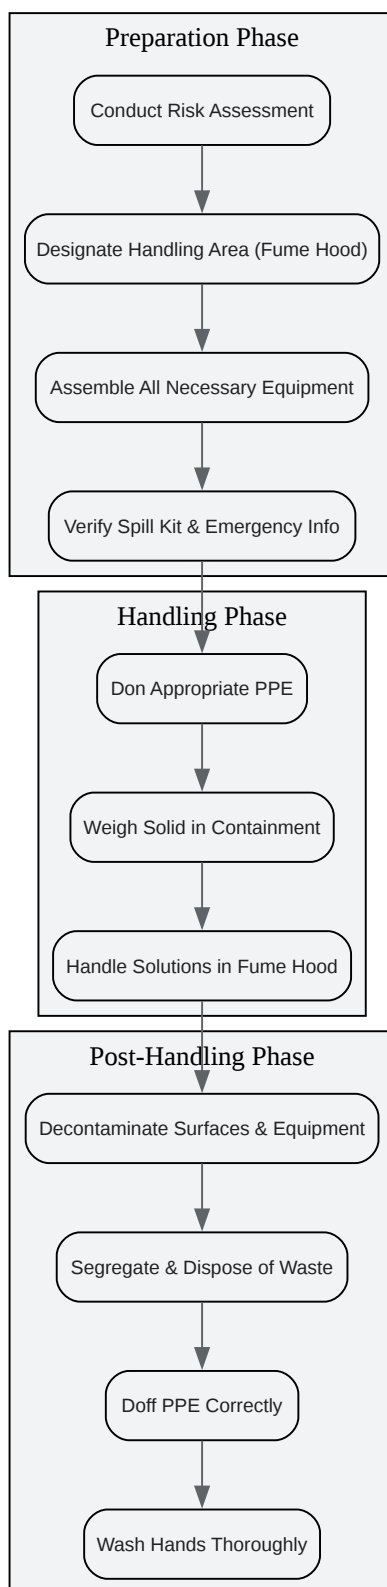 Preparation Phase
Conduct Risk Assessment
Designate Handling Area (Fume Hood)
Assemble All Necessary Equipment
Verify Spill Kit & Emergency Info
Handling Phase
Don Appropriate PPE
Weigh Solid in Containment
Handle Solutions in Fume Hood
Post-Handling Phase
Decontaminate Surfaces & Equipment
Segregate & Dispose of Waste
Doff PPE Correctly
Wash Hands Thoroughly